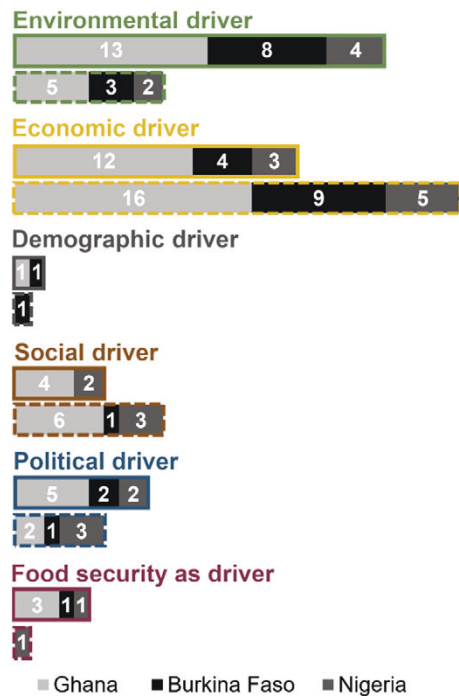 Environmental driver
13 8 4
5 3 2
Economic driver
12 4 3
16 9 5
Demographic driver
1 1
1
Social driver
4 2
6 1 3
Political driver
5 2 2
2 1 3
Food security as driver
3 1 1
1
Ghana Burkina Faso Nigeria